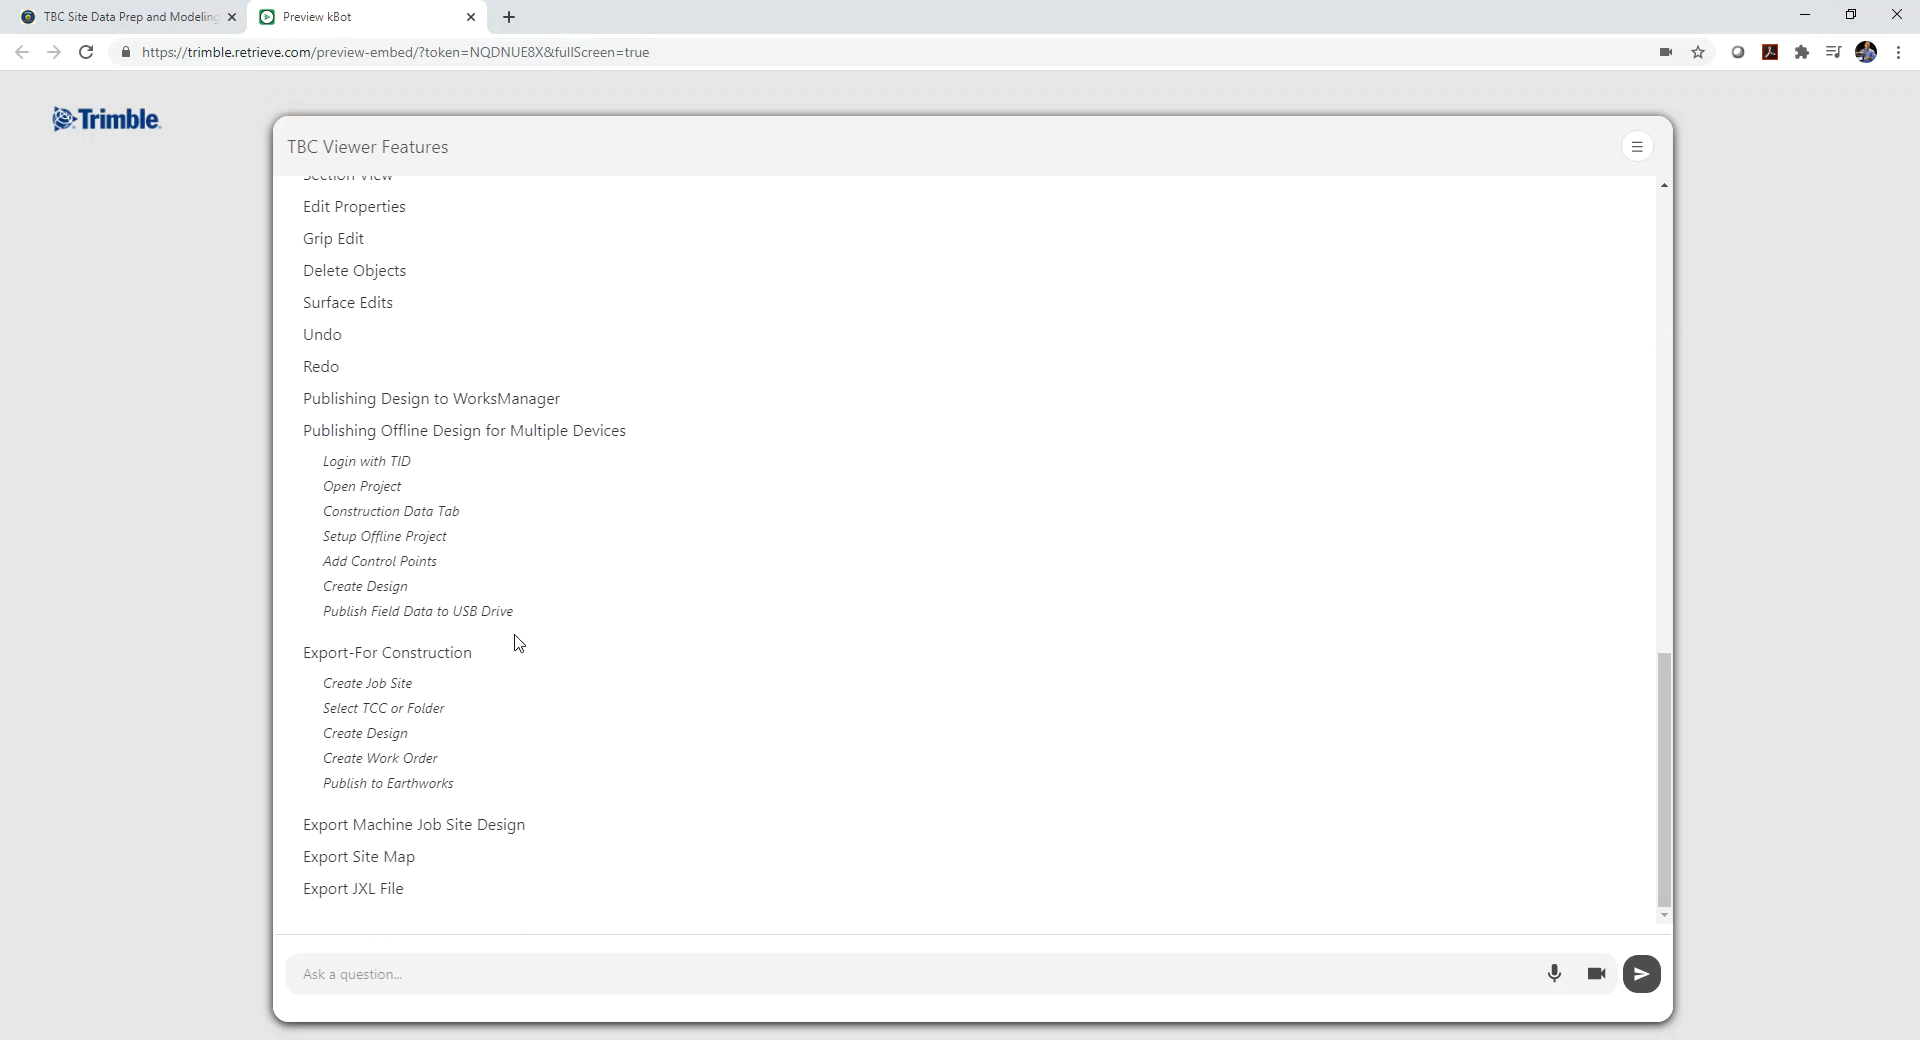 TBC Site Data Prep and Modeling
Preview kBot
https://trimble.retrieve.com/preview-embed/?token=NQDNUE8X&fullScreen=true
Trimble.
TBC Viewer Features
Section View
Edit Properties
Grip Edit
Delete Objects
Surface Edits
Undo
Redo
Publishing Design to WorksManager
Publishing Offline Design for Multiple Devices
Login with TID
Open Project
Construction Data Tab
Setup Offline Project
Add Control Points
Create Design
Publish Field Data to USB Drive
Export-For Construction
Create Job Site
Select TCC or Folder
Create Design
Create Work Order
Publish to Earthworks
Export Machine Job Site Design
Export Site Map
Export JXL File
Ask a question...